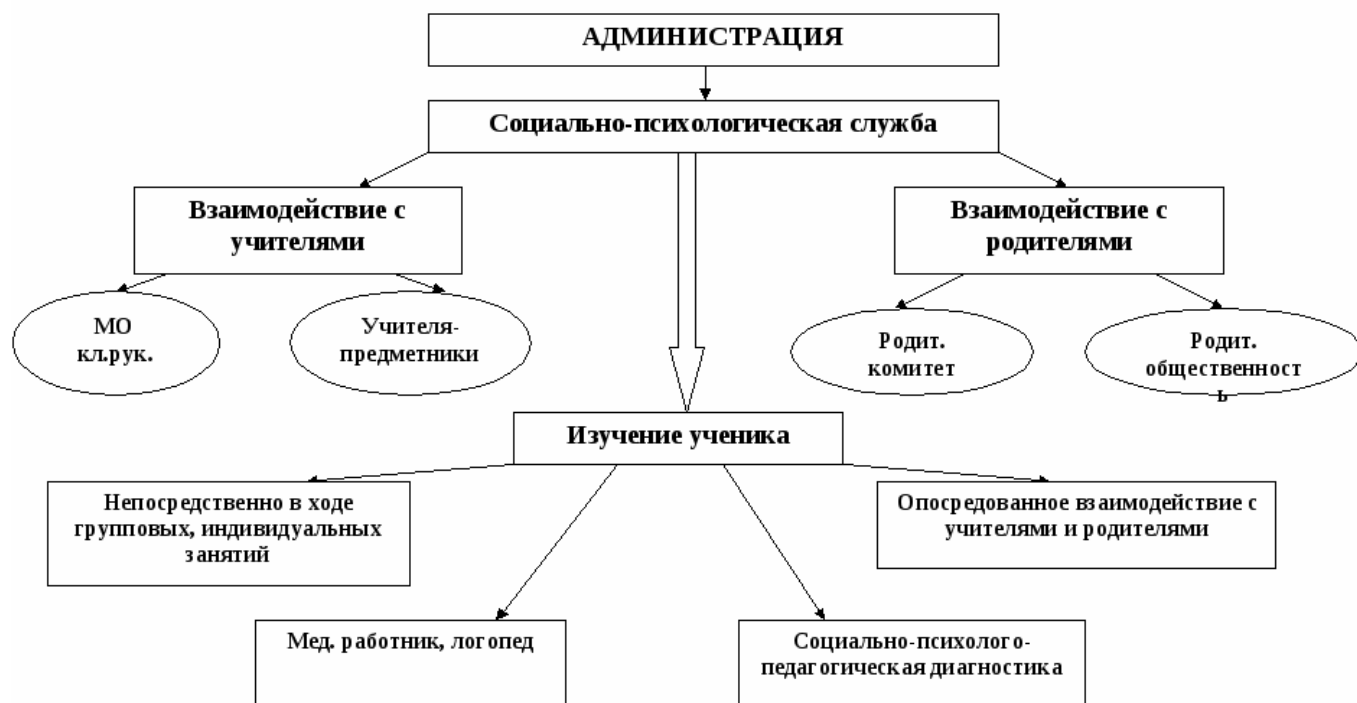 АДМИНИСТРАЦИЯ
Социально-психологическая служба
Взаимодействие с
учителями
Взаимодействие с
родителями
МО
кл.рук.
Учителя-
предметники
Родит.
комитет
Родит.
общественност
ь
Изучение ученика
Непосредственно в ходе
групповых, индивидуальных
занятий
Опосредованное взаимодействие с
учителями и родителями
Мед. работник, логопед
Социально-психолого-
педагогическая диагностика